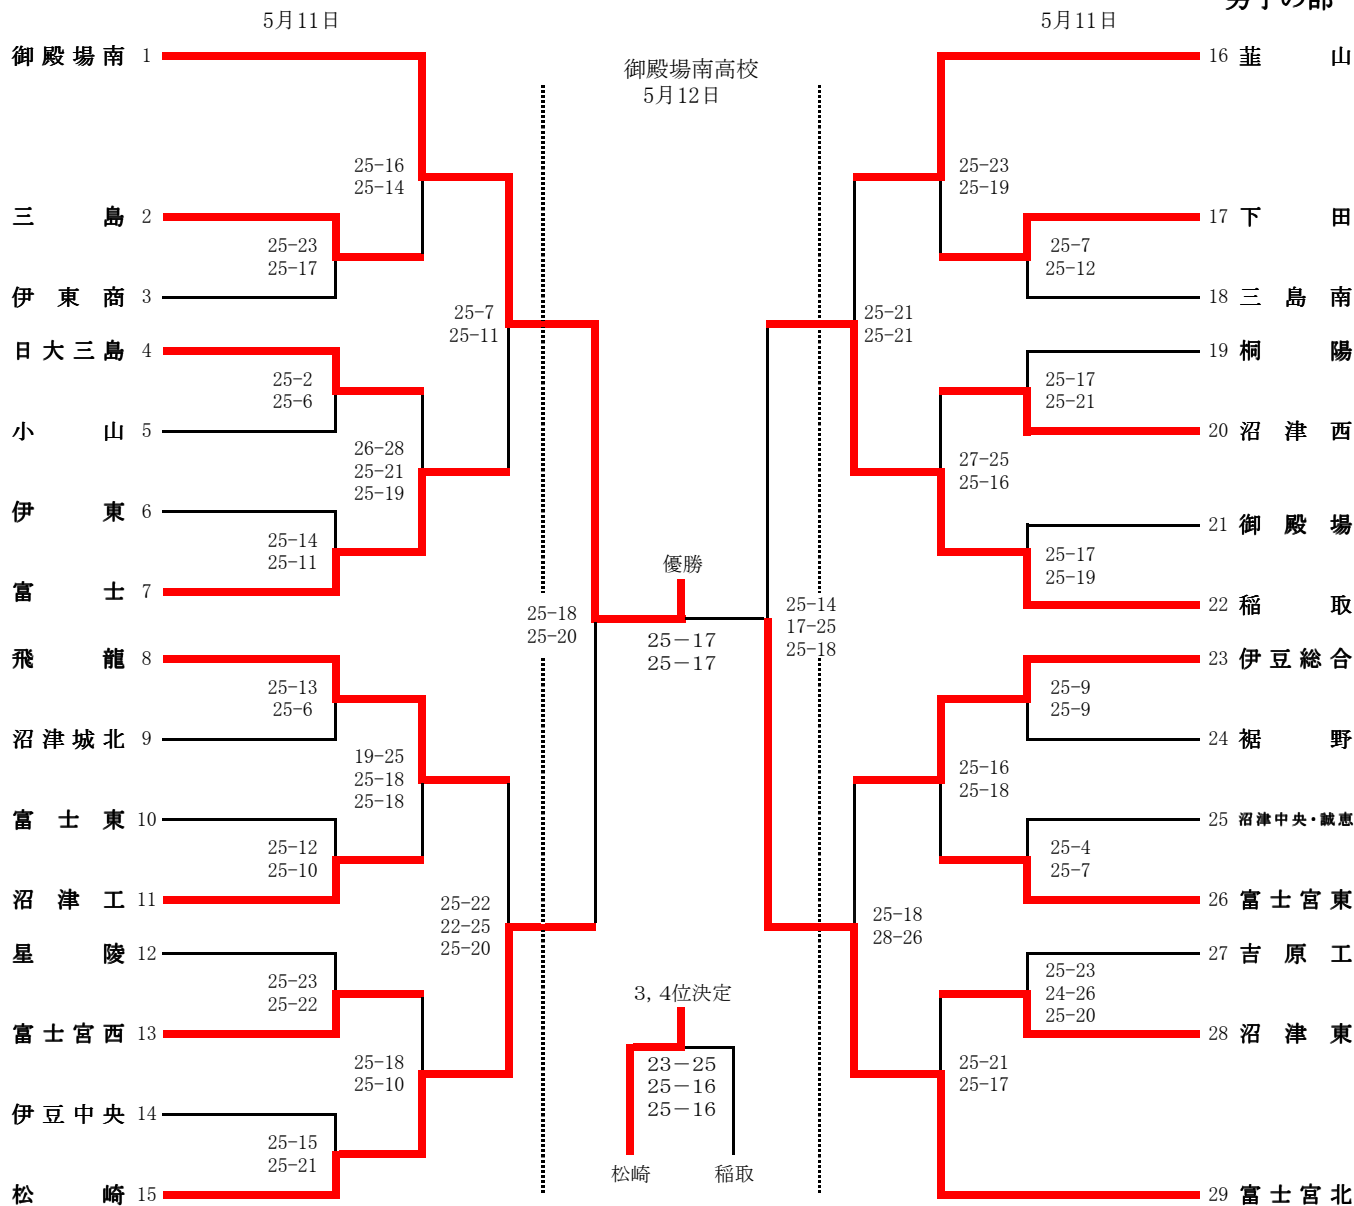 男子の部
5月11日
5月11日
御殿場南高校
5月12日
御殿場南 1
三島 2
伊東商 3
日大三島 4
小山 5
伊東 6
富士 7
飛龍 8
沼津城北 9
富士東 10
沼津工 11
星陵 12
富士宮西 13
伊豆中央 14
松崎 15
25-23
25-17
25-2
25-6
25-14
25-11
25-13
25-6
25-12
25-10
25-23
25-22
25-15
25-21
25-16
25-14
26-28
25-21
25-19
19-25
25-18
25-18
25-18
25-10
25-7
25-11
25-22
22-25
25-20
25-18
25-20
優勝
25-17
25-17
3, 4位決定
23-25
25-16
25-16
松崎
稲取
25-14
17-25
25-18
25-21
25-21
25-18
28-26
25-23
25-19
27-25
25-16
25-16
25-18
25-21
25-17
25-7
25-12
25-17
25-21
25-17
25-19
25-9
25-9
25-4
25-7
25-23
24-26
25-20
16 韮山
17 下田
18 三島南
19 桐陽
20 沼津西
21 御殿場
22 稲取
23 伊豆総合
24 裾野
25 沼津中央・誠恵
26 富士宮東
27 吉原工
28 沼津東
29 富士宮北